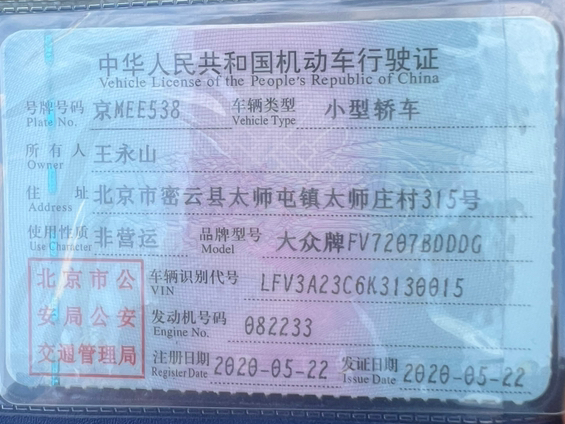 中华人民共和国机动车行驶证
Vehicle License of the People's Republic of China
号牌号码 京MEE538 车辆类型 小型轿车
Plate No. Vehicle Type
所有人 王永山
Owner
住址 北京市密云县太师屯镇太师庄村315号
Address
使用性质 非营运 品牌型号 大众牌FV7207BDDDG
Use Character Model
北京市公 车辆识别代号 LFV3A23C6K3130015
VIN
安局公安 发动机号码 082233
Engine No.
交通管理局 注册日期 2020-05-22 发证日期 2020-05-22
Register Date Issue Date